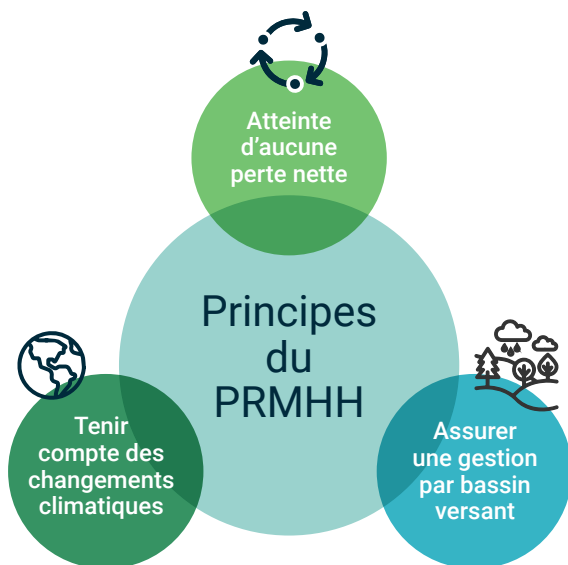 Atteinte
d’aucune
perte nette
Principes
du
PRMHH
Tenir
compte des
changements
climatiques
Assurer
une gestion
par bassin
versant